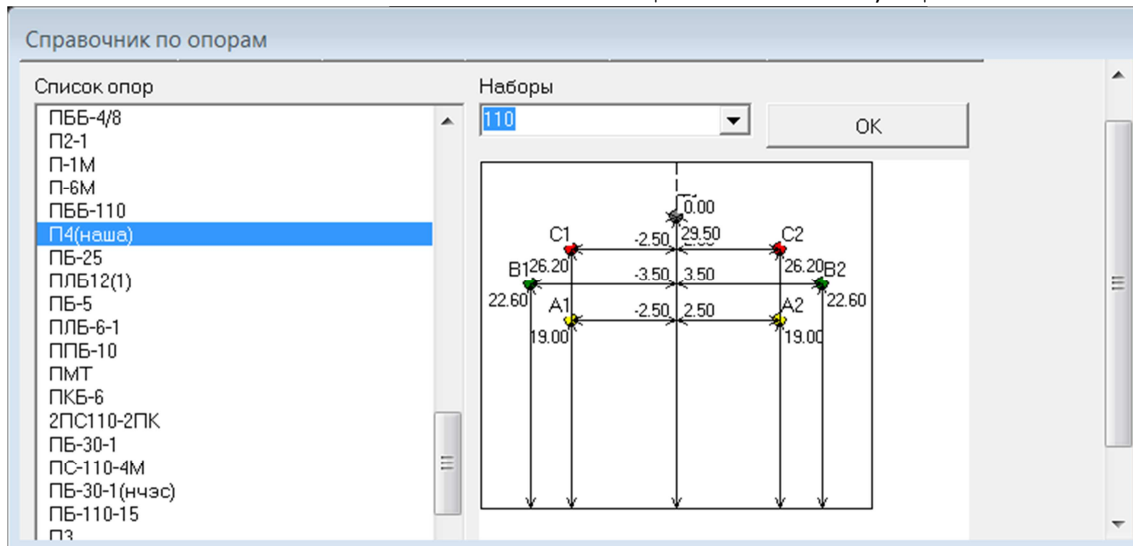 Справочник по опорам
Список опор
Наборы
110
OK
ПББ-4/8
П2-1
П-1М
П-6М
ПББ-110
П4(наша)
ПБ-25
ПЛБ12(1)
ПБ-5
ПЛБ-6-1
ППБ-10
ПМТ
ПКБ-6
2ПС110-2ПК
ПБ-30-1
ПС-110-4М
ПБ-30-1(нчэс)
ПБ-110-15
П3
0.00
29.50
C1
-2.50
C2
26.20
26.20
B1
-3.50
3.50
B2
22.60
22.60
A1
-2.50
2.50
A2
19.00
19.00